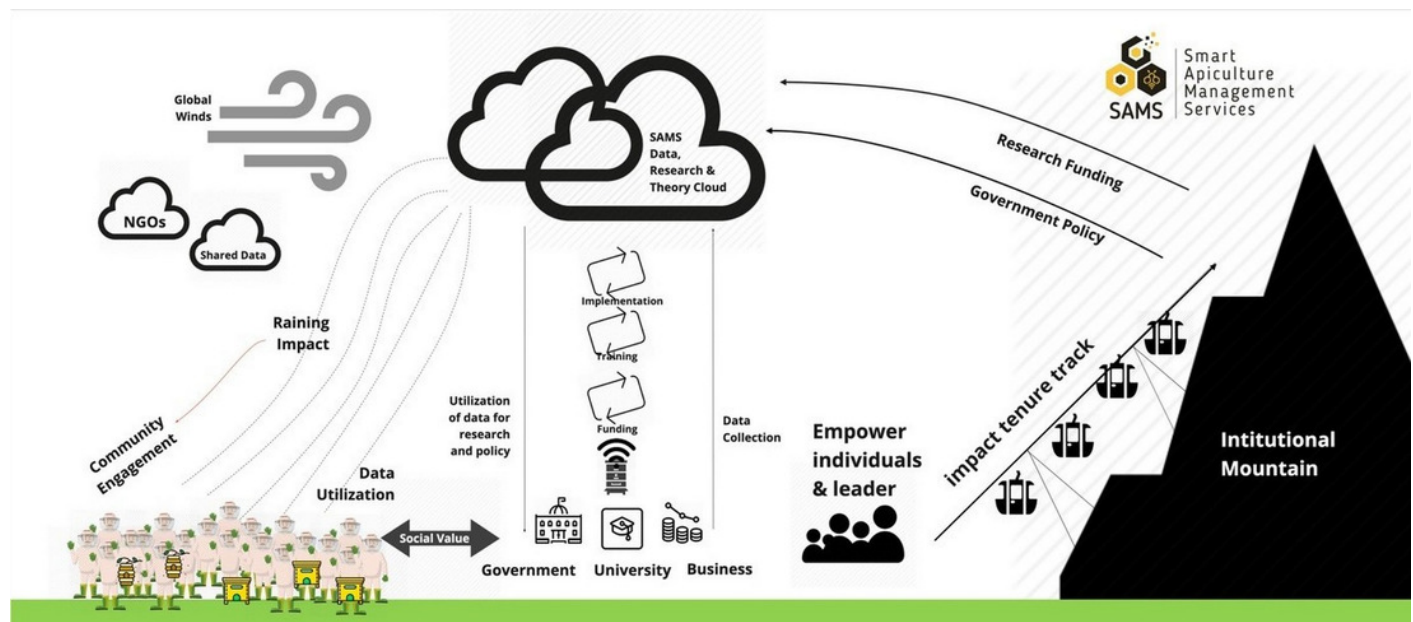 Global
Winds
NGOs
Shared Data
SAMS
Data,
Research &
Theory Cloud
Research Funding
Government Policy
SAMS
Smart
Apiculture
Management
Services
Raining
Impact
Community
Engagement
Data
Utilization
Social Value
Utilization
of data for
research
and policy
Implementation
Training
Funding
Data
Collection
Government
University
Business
Empower
individuals
& leader
impact tenure track
Intitutional
Mountain